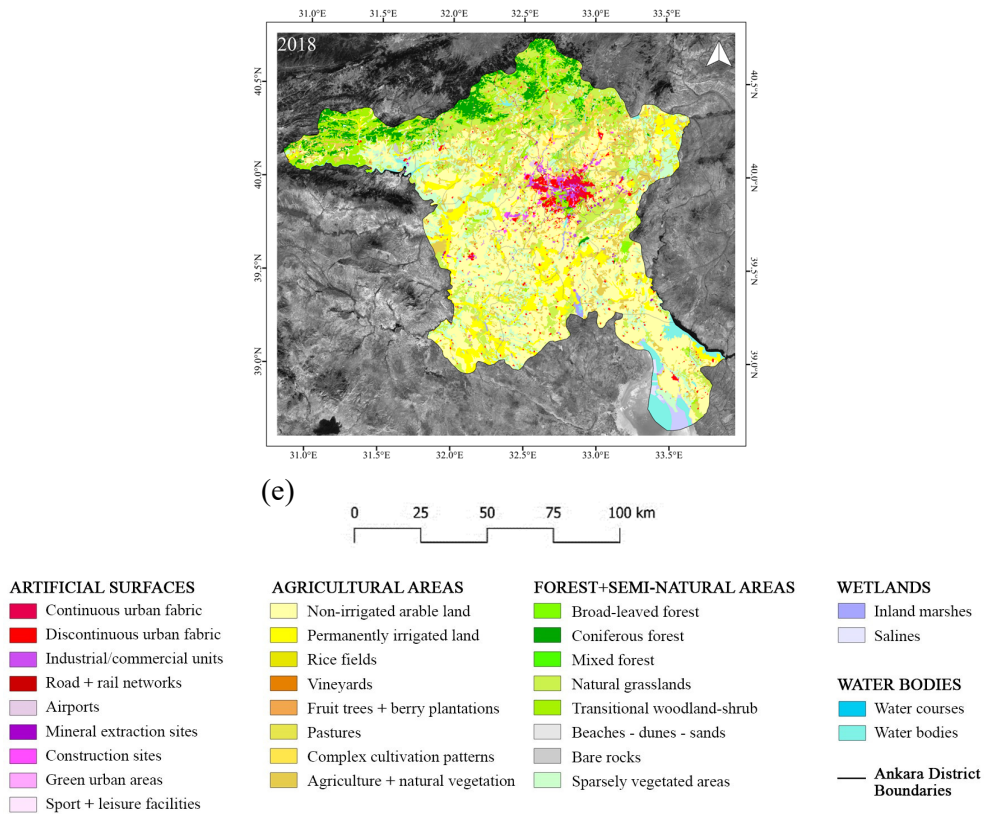 31.0°E 31.5°E 32.0°E 32.5°E 33.0°E 33.5°E
2018
40.5°N 40.5°N
40.0°N 40.0°N
39.5°N 39.5°N
39.0°N 39.0°N
31.0°E 31.5°E 32.0°E 32.5°E 33.0°E 33.5°E
(e)
0 25 50 75 100 km
ARTIFICIAL SURFACES
Continuous urban fabric
Discontinuous urban fabric
Industrial/commercial units
Road + rail networks
Airports
Mineral extraction sites
Construction sites
Green urban areas
Sport + leisure facilities
AGRICULTURAL AREAS
Non-irrigated arable land
Permanently irrigated land
Rice fields
Vineyards
Fruit trees + berry plantations
Pastures
Complex cultivation patterns
Agriculture + natural vegetation
FOREST+SEMI-NATURAL AREAS
Broad-leaved forest
Coniferous forest
Mixed forest
Natural grasslands
Transitional woodland-shrub
Beaches - dunes - sands
Bare rocks
Sparsely vegetated areas
WETLANDS
Inland marshes
Salines
WATER BODIES
Water courses
Water bodies
Ankara District
Boundaries